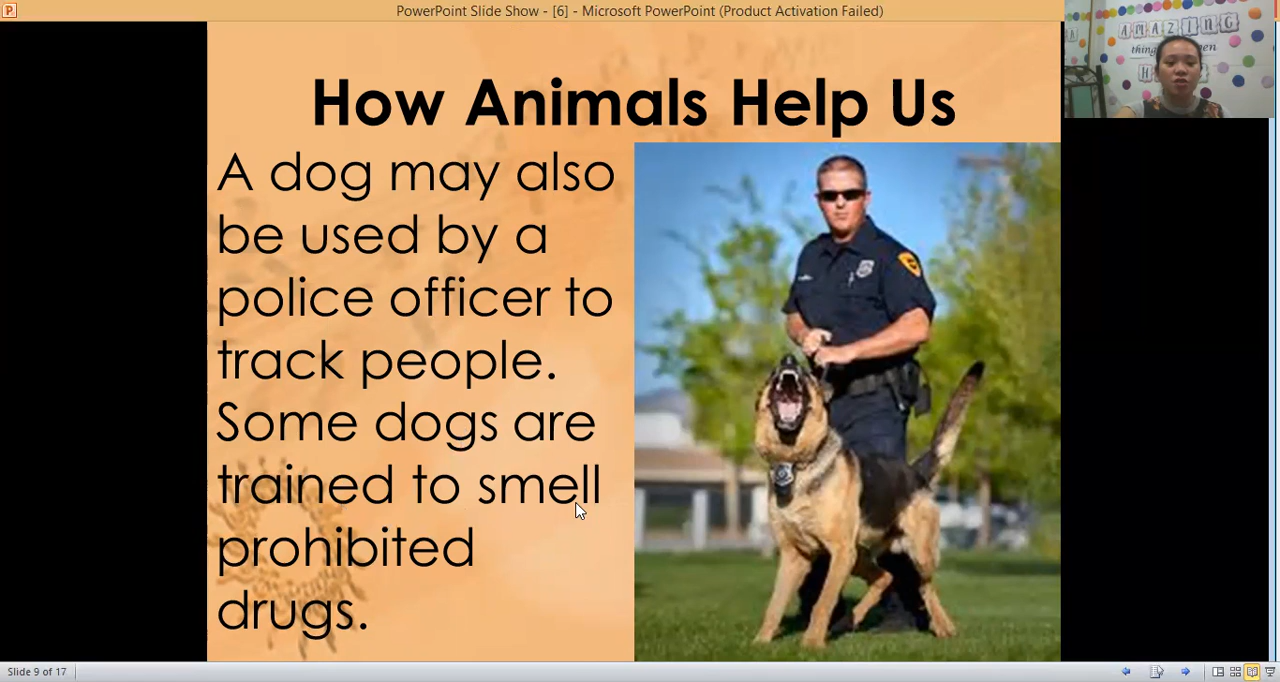 PowerPoint Slide Show - [6] - Microsoft PowerPoint (Product Activation Failed)
AMAZING
How Animals Help Us
A dog may also
be used by a
police officer to
track people.
Some dogs are
trained to smell
prohibited
drugs.
Slide 9 of 17